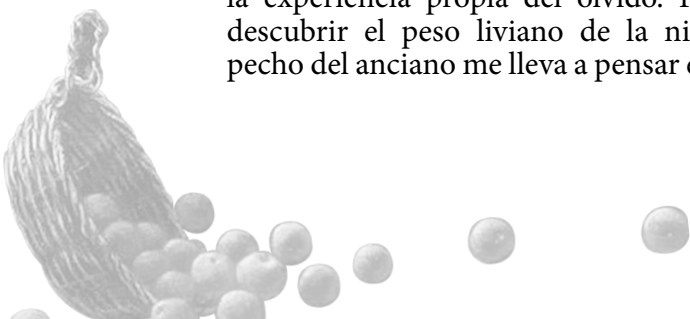 la experiencia propia del olvido.
descubrir el peso liviano de la
pecho del anciano me lleva a pensar